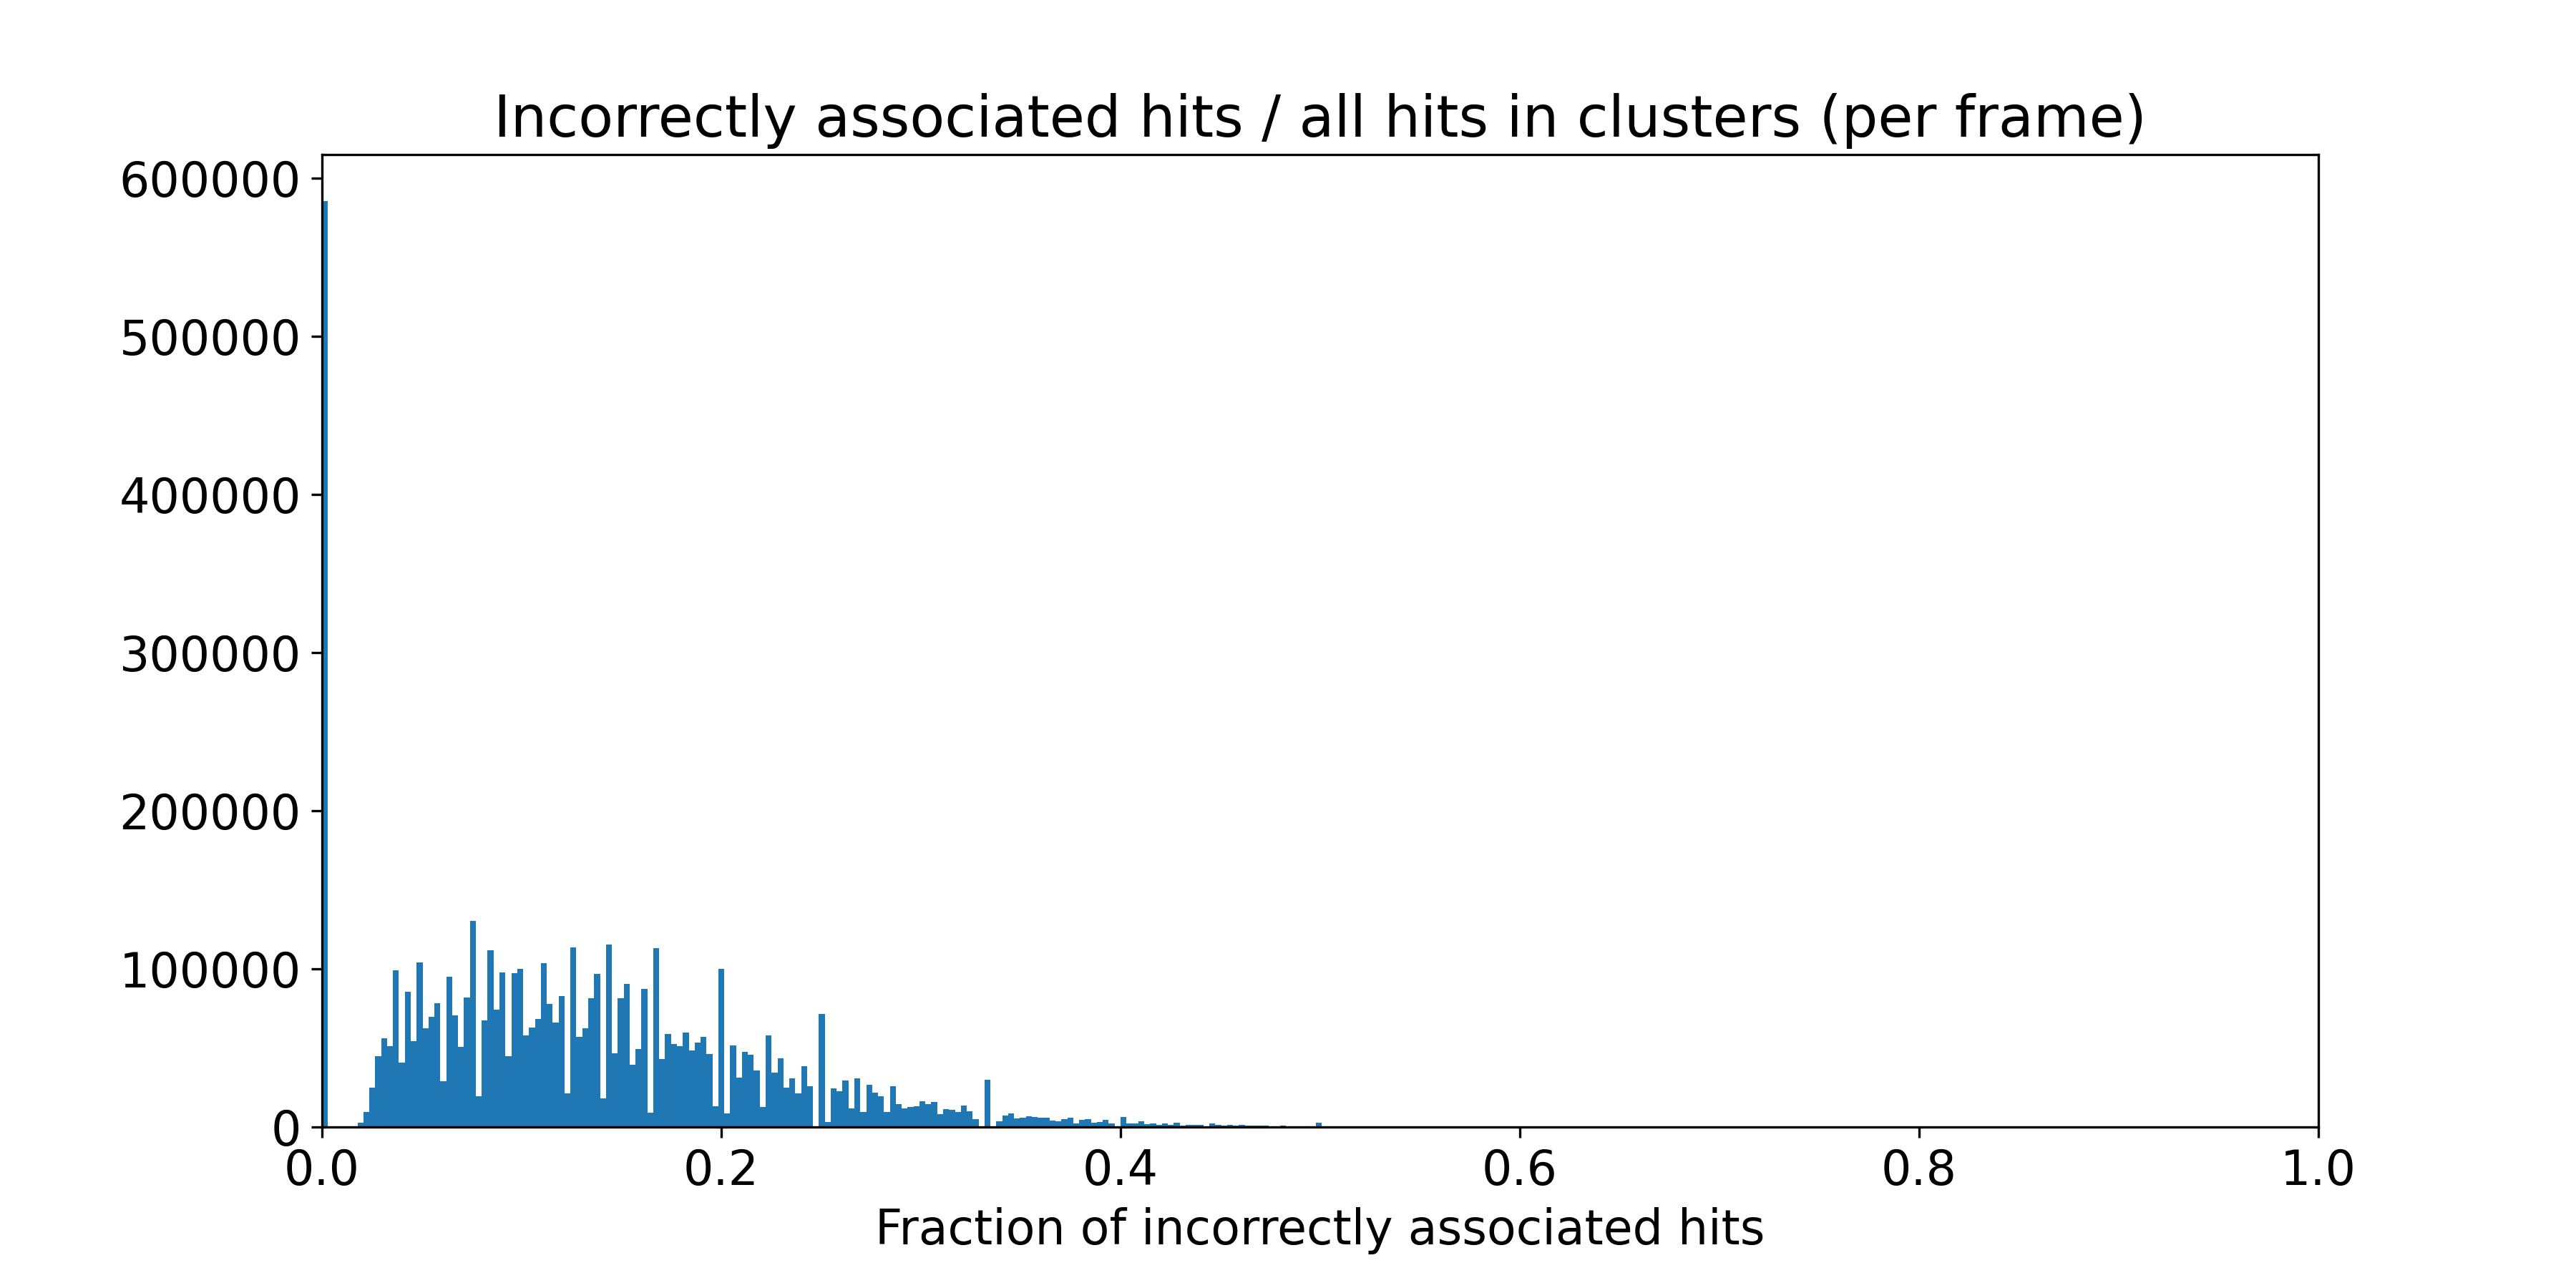 Incorrectly associated hits / all hits in clusters (per frame)
600000
500000
400000
300000
200000
100000
0
0.0 0.2 0.4 0.6 0.8 1.0
Fraction of incorrectly associated hits